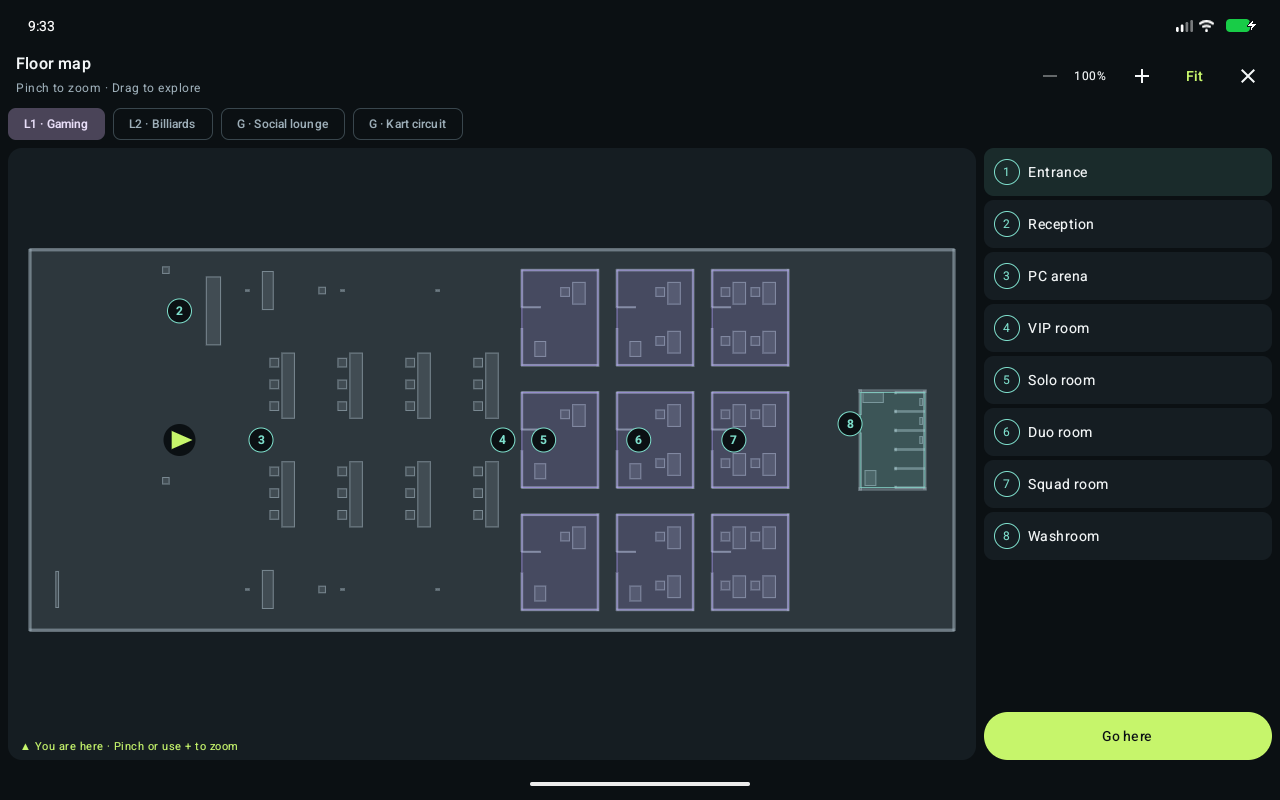 9:33
Floor map
Pinch to zoom · Drag to explore
100%
Fit
L1 · Gaming
L2 · Billiards
G · Social lounge
G · Kart circuit
1 Entrance
2 Reception
3 PC arena
4 VIP room
5 Solo room
6 Duo room
7 Squad room
8 Washroom
2
3
4
5
6
7
8
▲ You are here · Pinch or use + to zoom
Go here